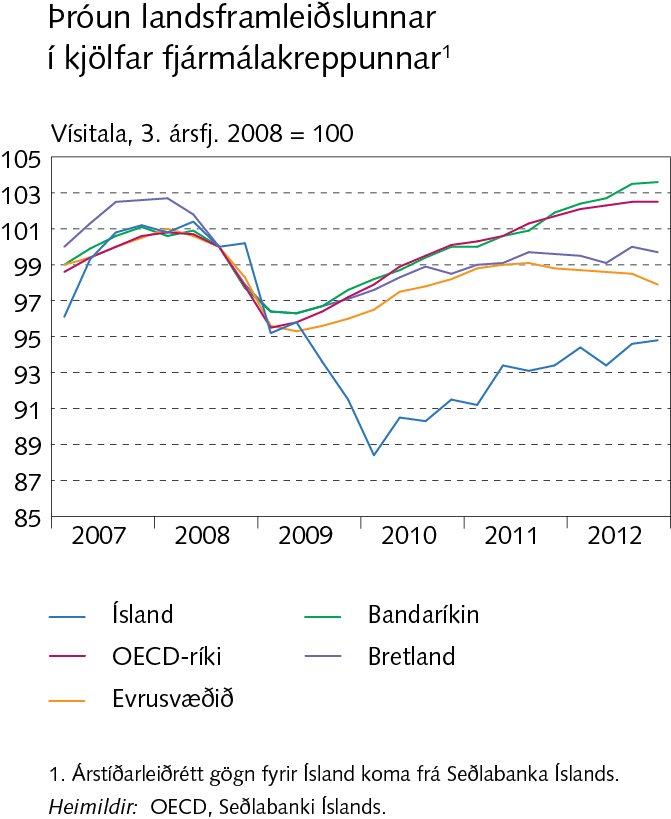 Þróun landsframleiðslunnar
í kjölfar fjármálakreppunnar¹
Vísitala, 3. ársfj. 2008 = 100
105
103
101
99
97
95
93
91
89
87
85
2007 2008 2009 2010 2011 2012
Ísland
OECD-ríki
Evrusvæðið
Bandaríkin
Bretland
1. Árstíðarleiðrétt gögn fyrir Ísland koma frá Seðlabanka Íslands.
Heimildir: OECD, Seðlabanki Íslands.